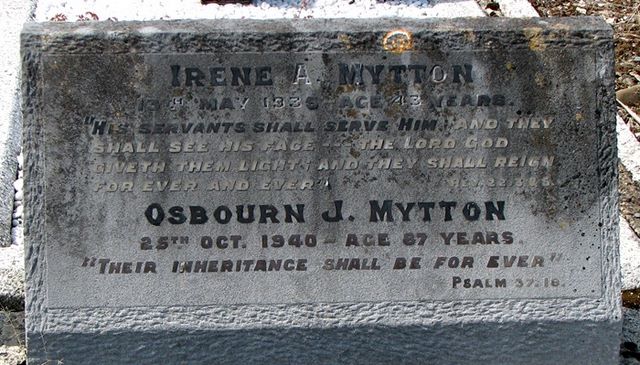 IRENE A. MYTTON
13TH MAY 1936 AGE 43 YEARS.
"HIS SERVANTS SHALL SERVE HIM; AND THEY
SHALL SEE HIS FACE — THE LORD GOD
GIVETH THEM LIGHT; AND THEY SHALL REIGN
FOR EVER AND EVER"
OSBOURN J. MYTTON
25TH OCT. 1940 – AGE 87 YEARS.
"THEIR INHERITANCE SHALL BE FOR EVER"
PSALM 37.18.